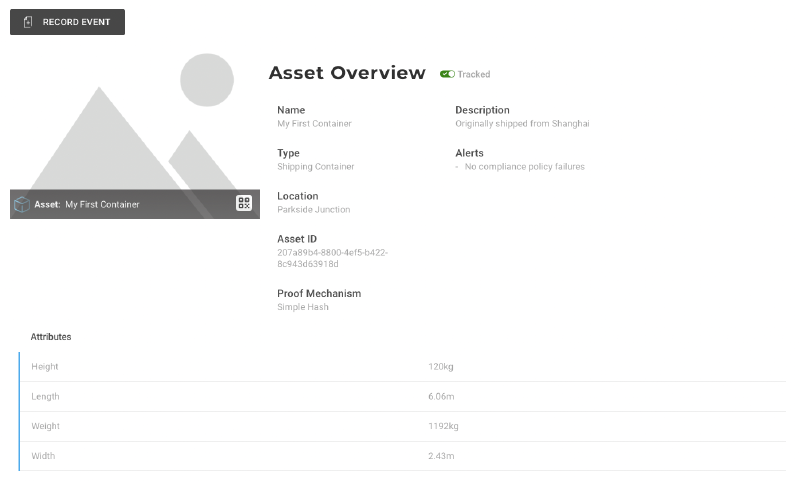 RECORD EVENT
Asset Overview
Tracked
Name
My First Container
Description
Originally shipped from Shanghai
Type
Shipping Container
Alerts
- No compliance policy failures
Location
Parkside Junction
Asset: My First Container
Asset ID
207a89b4-8800-4ef5-b422-
8c943d63918d
Proof Mechanism
Simple Hash
Attributes
Height 120kg
Length 6.06m
Weight 1192kg
Width 2.43m